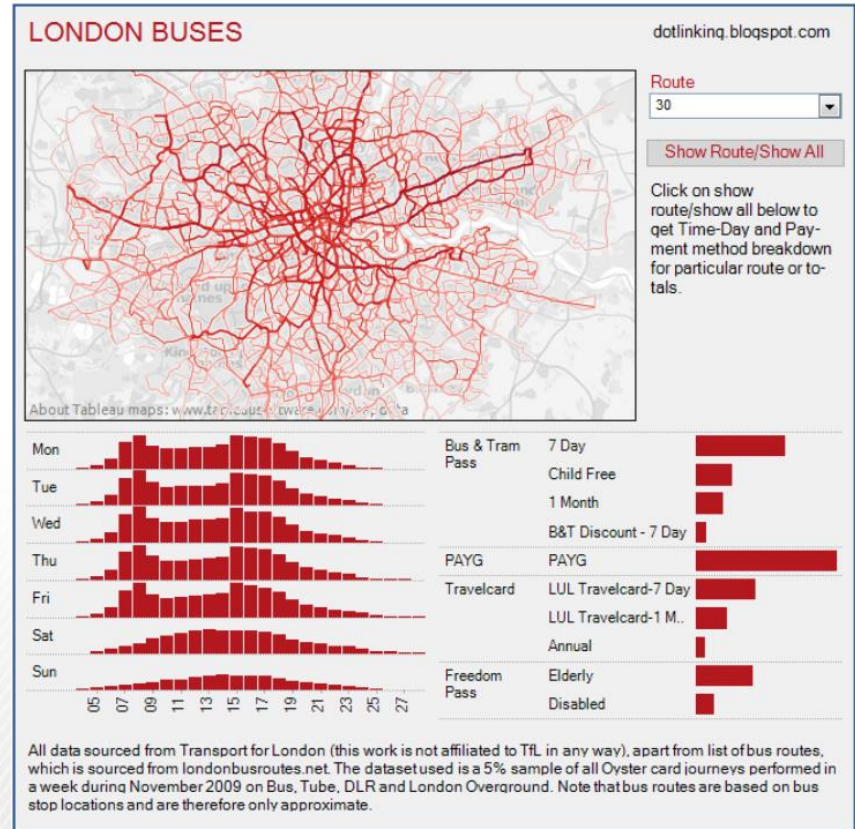 LONDON BUSES
dotlinkinq.bloqspot.com
Route
30
Show Route/Show All
Click on show
route/show all below to
qet Time-Day and Pay-
ment method breakdown
for particular route or to-
tals.
About Tableau maps:
Mon
Tue
Wed
Thu
Fri
Sat
Sun
05 07 09 11 13 15 17 19 21 23 25 27
Bus & Tram Pass
7 Day
Child Free
1 Month
B&T Discount - 7 Day
PAYG PAYG
Travelcard LUL Travelcard-7 Day
LUL Travelcard-1 M..
Annual
Freedom Pass
Elderly
Disabled
All data sourced from Transport for London (this work is not affiliated to TfL in any way), apart from list of bus routes,
which is sourced from londonbusroutes.net. The dataset used is a 5% sample of all Oyster card journeys performed in
a week during November 2009 on Bus, Tube, DLR and London Overground. Note that bus routes are based on bus
stop locations and are therefore only approximate.